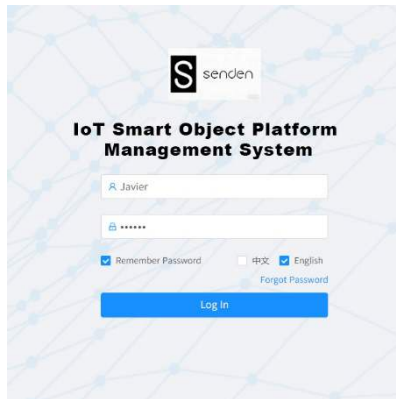 S senden
IoT Smart Object Platform
Management System
Javier
••••••
Remember Password 中文 English
Forgot Password
Log In